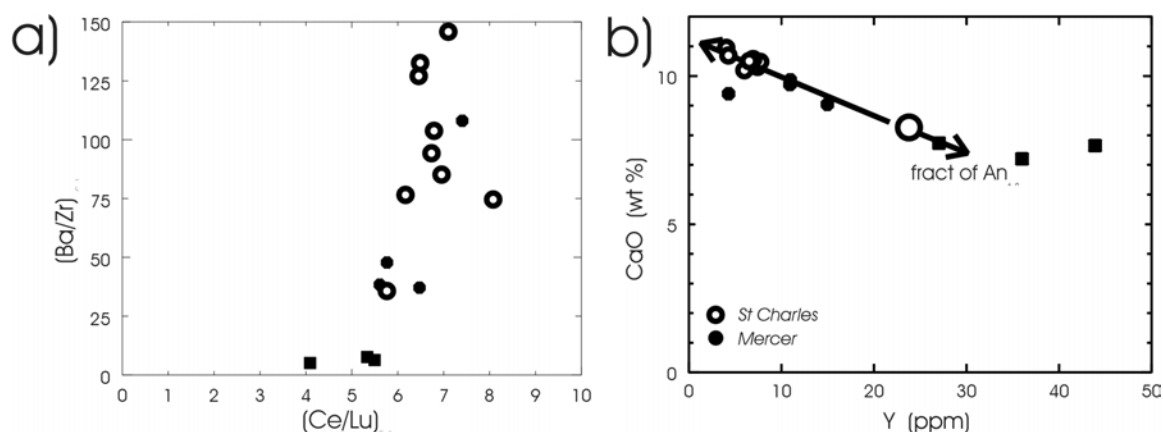 a)
150
125
100
75
50
25
0
(Ba/Zr)
0 1 2 3 4 5 6 7 8 9 10
(Ce/Lu)
b)
10
5
0
CaO (wt %)
fract of An
St Charles
Mercer
0 10 20 30 40 50
Y (ppm)